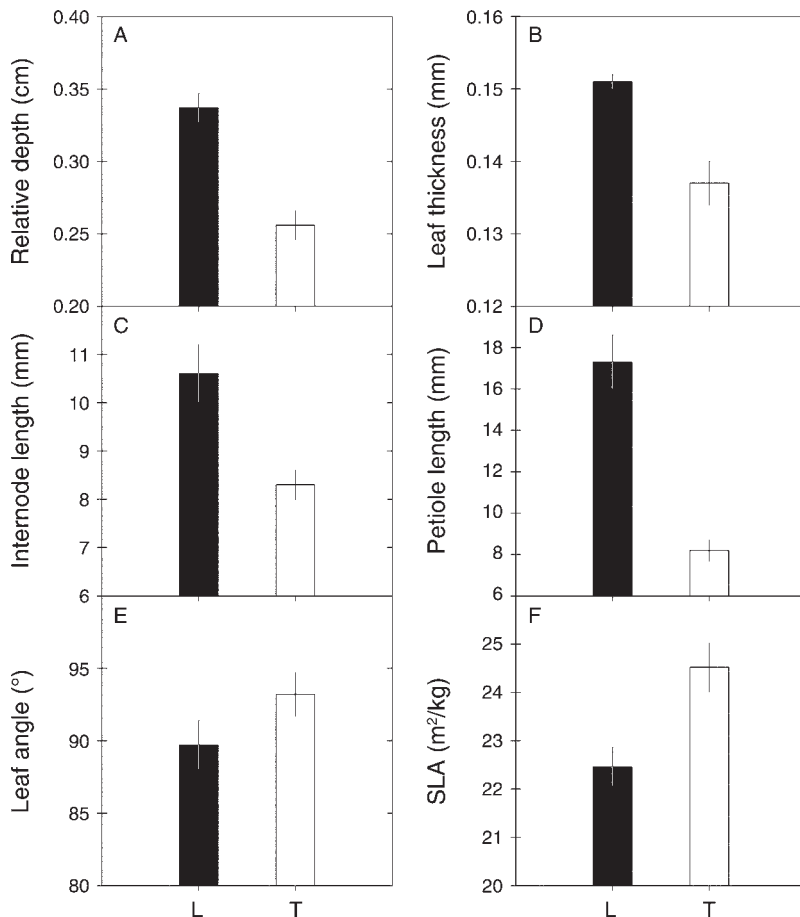 A
Relative depth (cm)
0.40
0.35
0.30
0.25
0.20
B
Leaf thickness (mm)
0.16
0.15
0.14
0.13
0.12
C
Internode length (mm)
11
10
9
8
7
6
D
Petiole length (mm)
18
16
14
12
10
8
6
E
Leaf angle (°)
95
90
85
80
L
T
F
SLA (m²/kg)
25
24
23
22
21
20
L
T